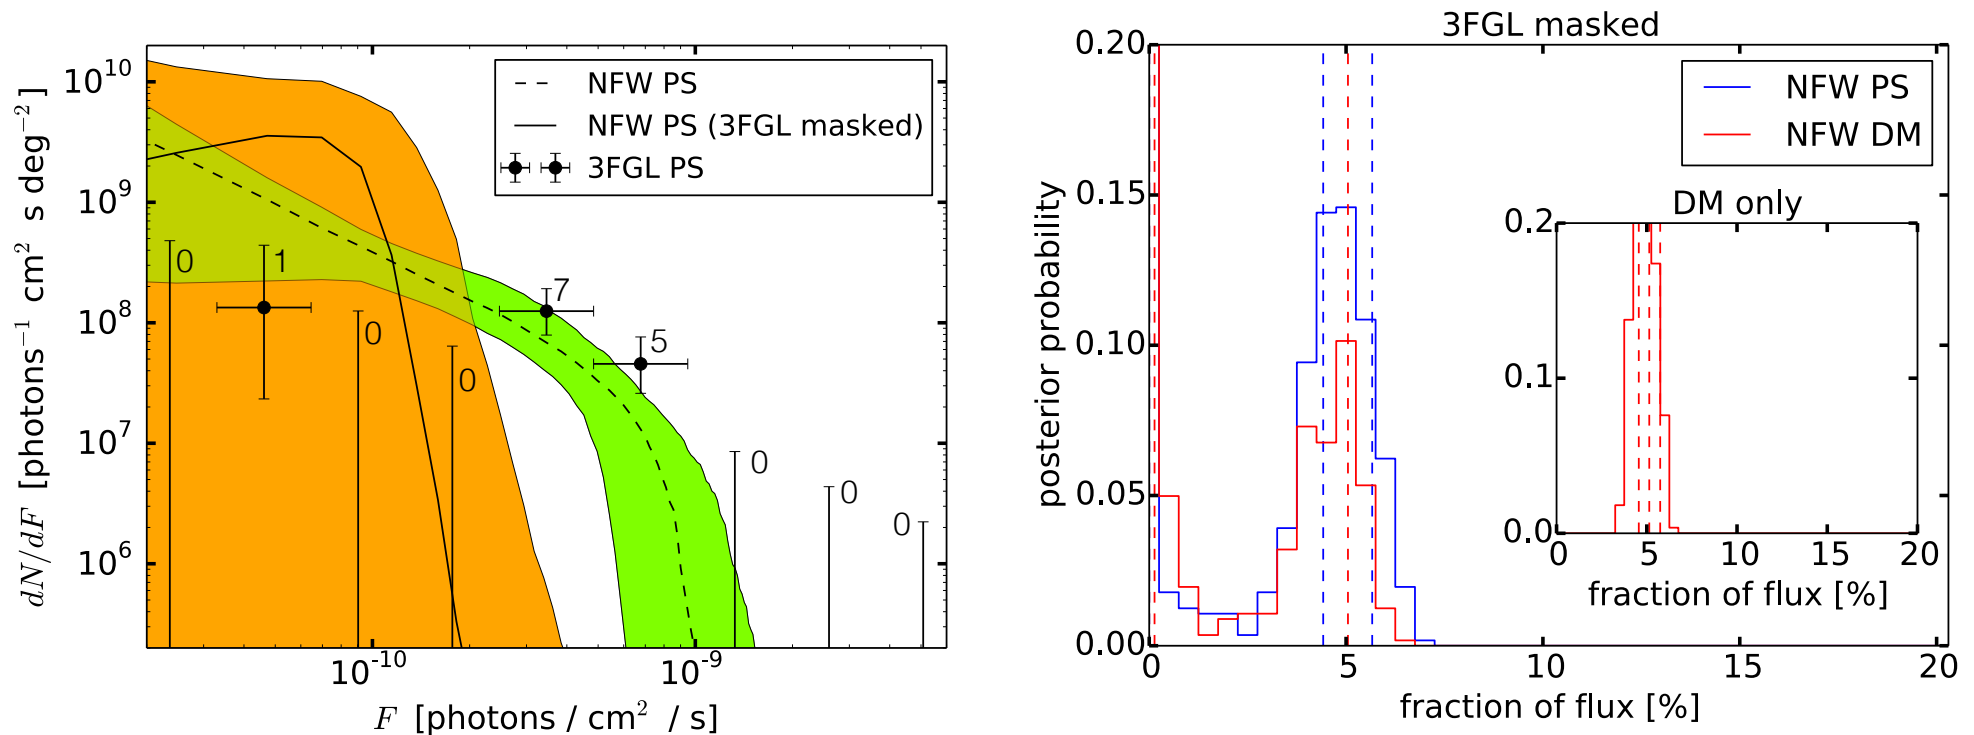 10^10
10^9
10^8
10^7
10^6
dN/dF [photons^−1 cm^2 s deg^−2]
NFW PS
NFW PS (3FGL masked)
3FGL PS
0
1
0
0
7
5
0
0
0
10^-10
10^-9
F [photons / cm^2 / s]
3FGL masked
0.20
0.15
0.10
0.05
0.00
posterior probability
NFW PS
NFW DM
DM only
0.2
0.1
0.0
0
5
10
15
20
fraction of flux [%]
0
5
10
15
20
fraction of flux [%]